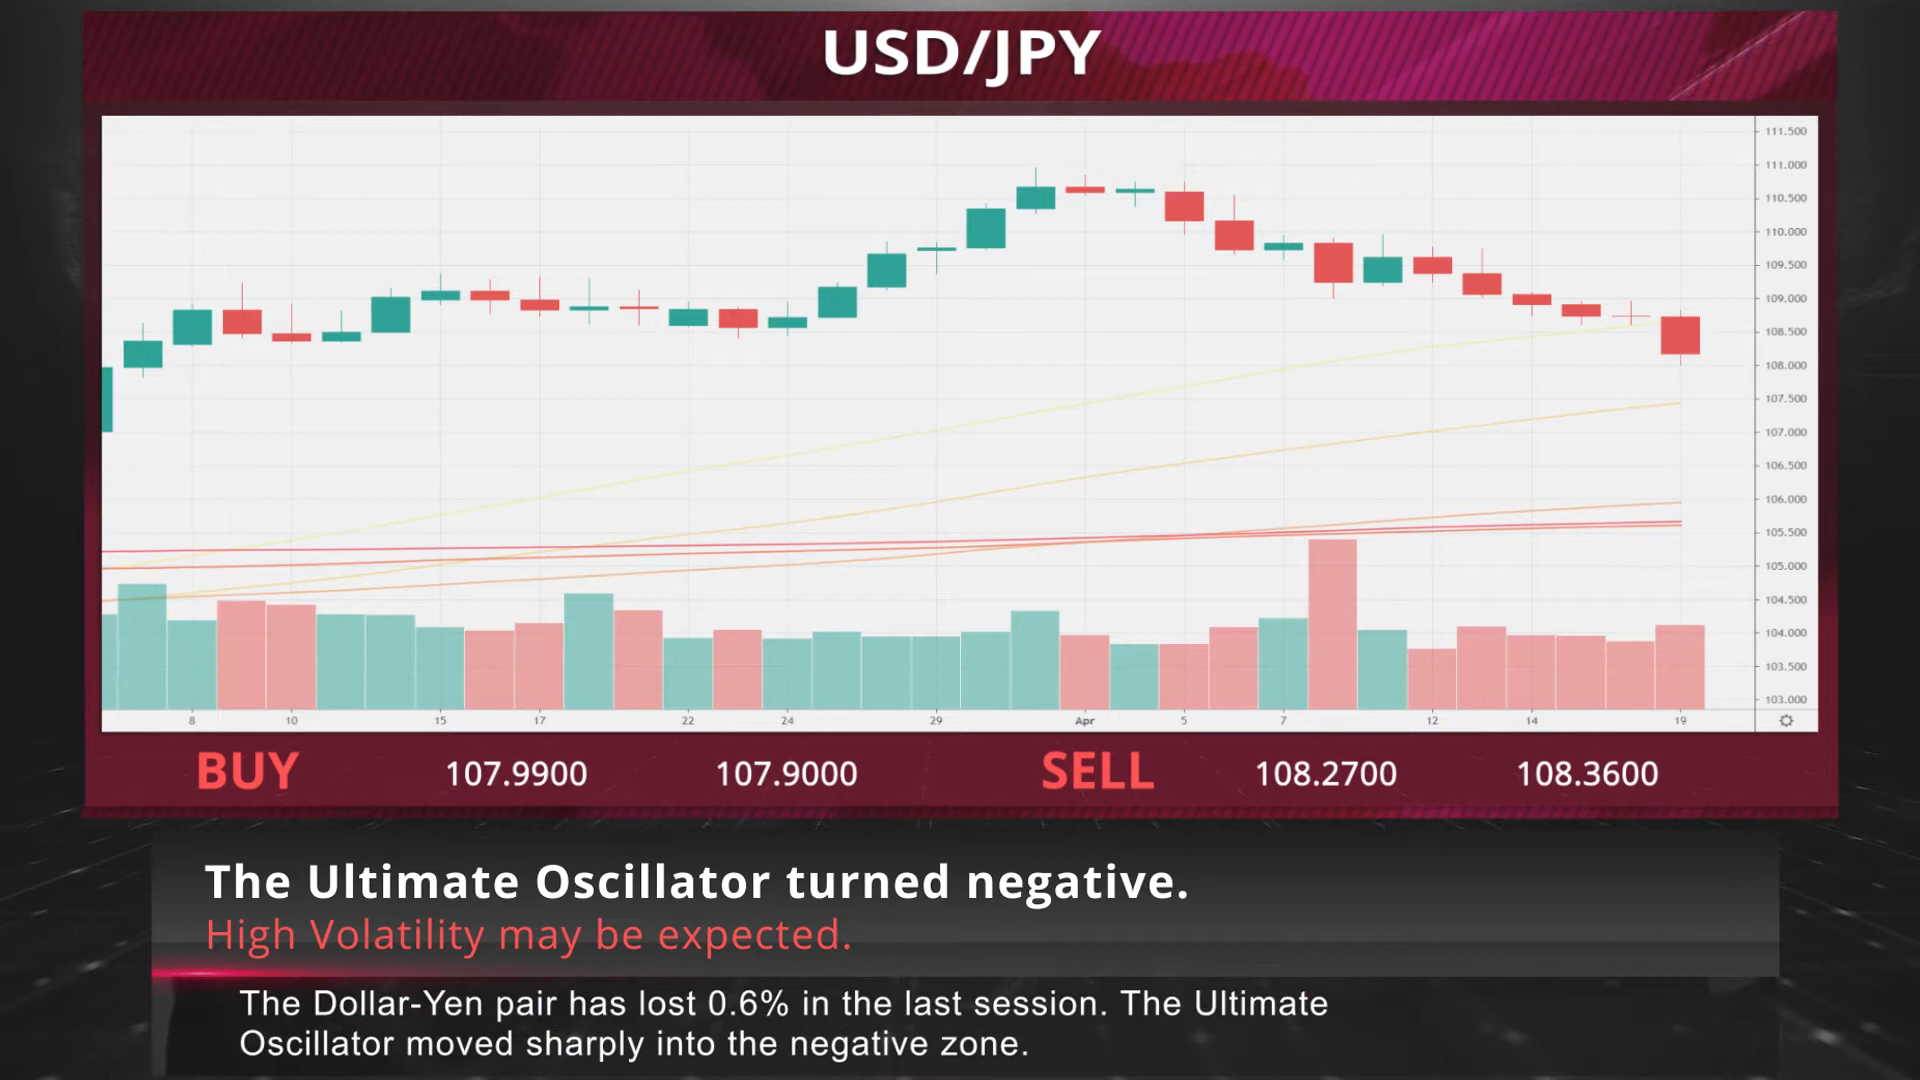 USD/JPY
111.500
111.000
110.500
110.000
109.500
109.000
108.500
108.000
107.500
107.000
106.500
106.000
105.500
105.000
104.500
104.000
103.500
103.000
8 10 15 17 22 24 29 Apr 5 7 12 14 19
BUY 107.9900 107.9000 SELL 108.2700 108.3600
The Ultimate Oscillator turned negative.
High Volatility may be expected.
The Dollar-Yen pair has lost 0.6% in the last session. The Ultimate
Oscillator moved sharply into the negative zone.